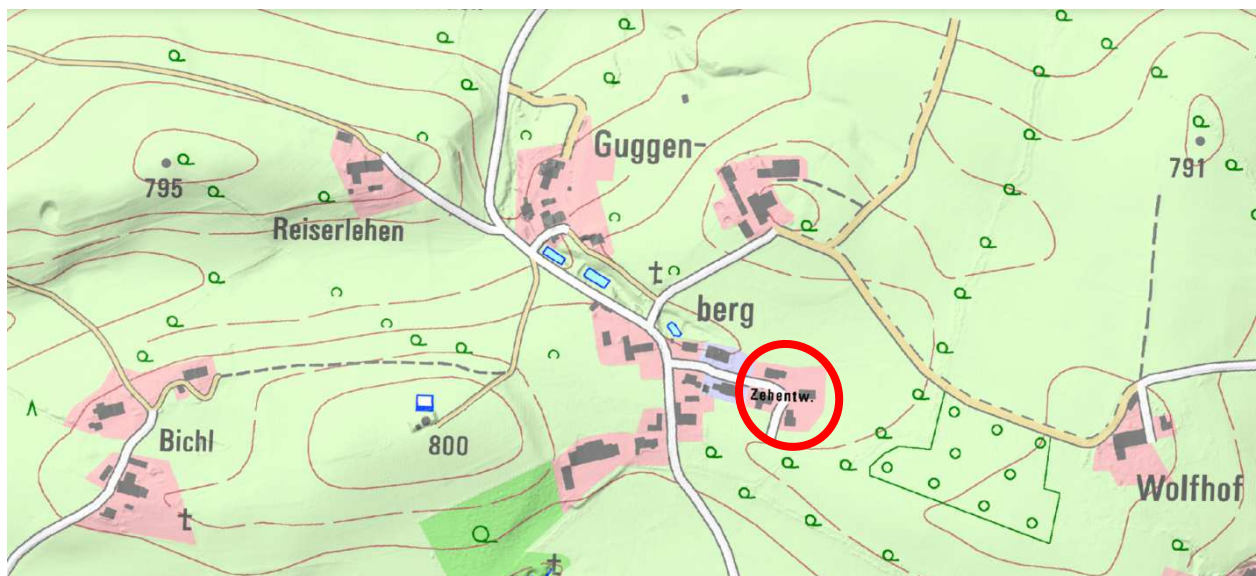 Guggen-
795
791
Reiserlehen
berg
Zehentw.
800
Bichl
Wolfhof